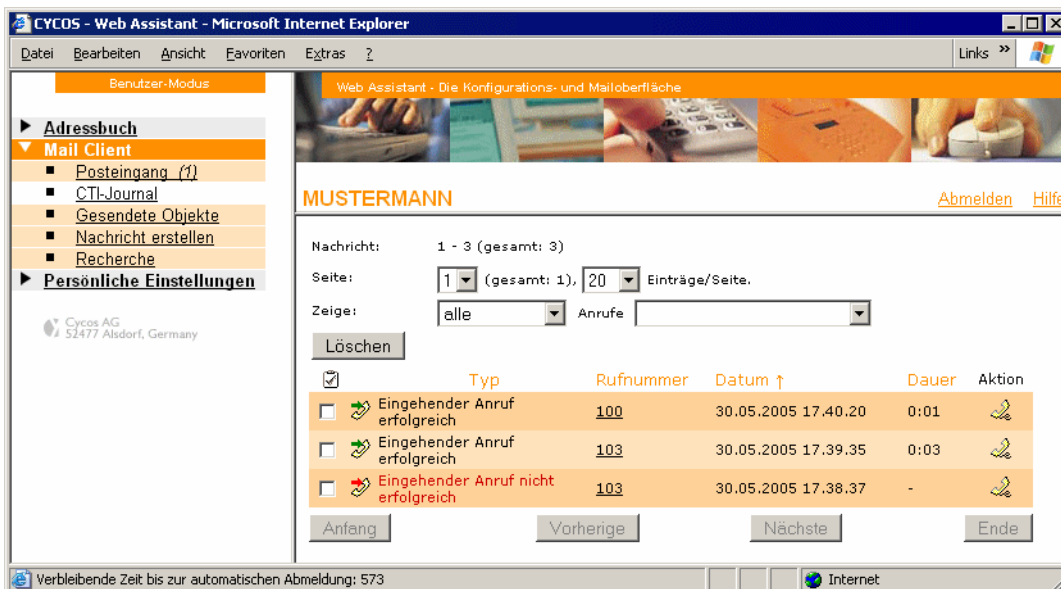 CYCOS - Web Assistant - Microsoft Internet Explorer
Datei Bearbeiten Ansicht Favoriten Extras ? Links »
Benutzer-Modus
Web Assistant - Die Konfigurations- und Mailoberfläche
Adressbuch
Mail Client
Posteingang (1)
CTI-Journal
Gesendete Objekte
Nachricht erstellen
Recherche
Persönliche Einstellungen
Cycos AG
52477 Alsdorf, Germany
MUSTERMANN Abmelden Hilfe
Nachricht: 1 - 3 (gesamt: 3)
Seite: 1 (gesamt: 1), 20 Einträge/Seite.
Zeige: alle Anrufe
Löschen
Typ Rufnummer Datum ↑ Dauer Aktion
Eingehender Anruf
erfolgreich 100 30.05.2005 17.40.20 0:01
Eingehender Anruf
erfolgreich 103 30.05.2005 17.39.35 0:03
Eingehender Anruf nicht
erfolgreich 103 30.05.2005 17.38.37 -
Anfang Vorherige Nächste Ende
Verbleibende Zeit bis zur automatischen Abmeldung: 573 Internet